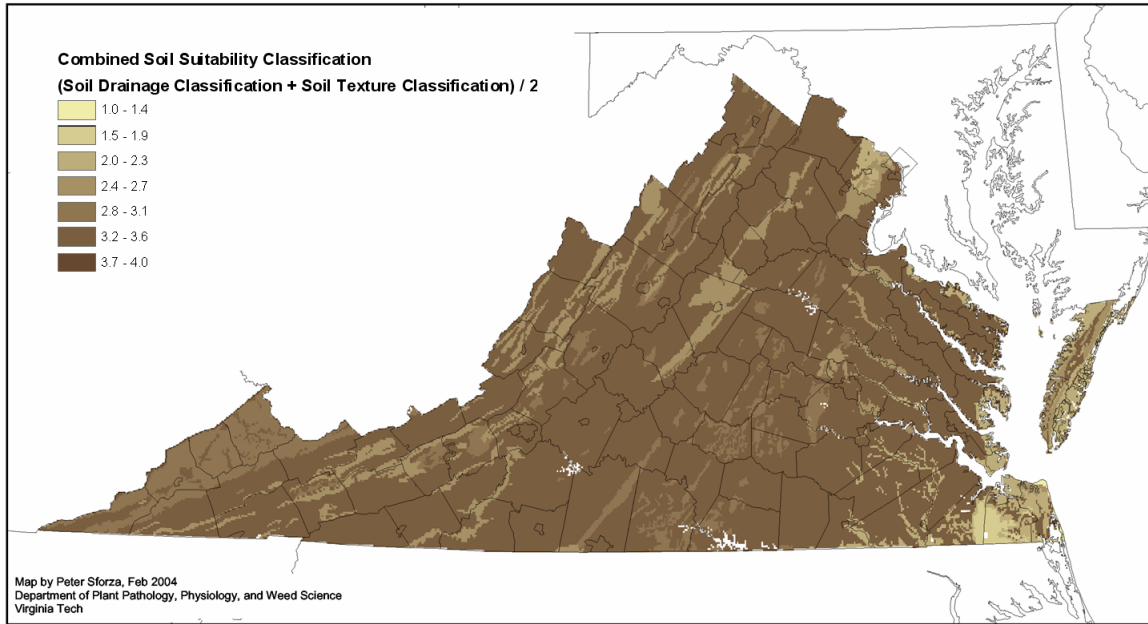 Combined Soil Suitability Classification
(Soil Drainage Classification + Soil Texture Classification) / 2
1.0 - 1.4
1.5 - 1.9
2.0 - 2.3
2.4 - 2.7
2.8 - 3.1
3.2 - 3.6
3.7 - 4.0
Map by Peter Sforza, Feb 2004
Department of Plant Pathology, Physiology, and Weed Science
Virginia Tech